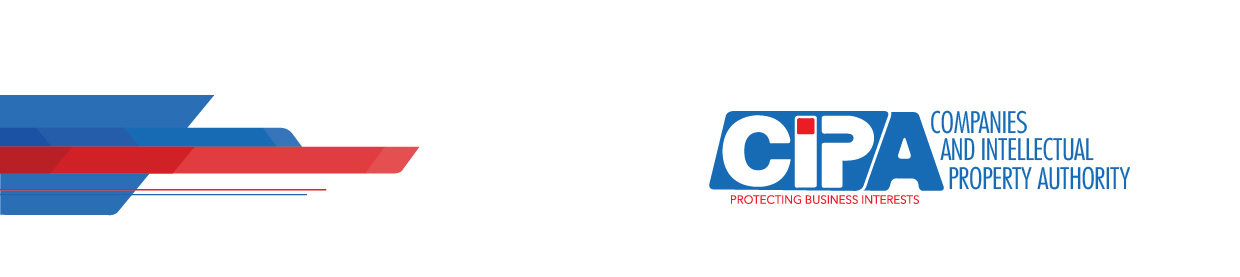 CiPA
COMPANIES
AND INTELLECTUAL
PROPERTY AUTHORITY
PROTECTING BUSINESS INTERESTS